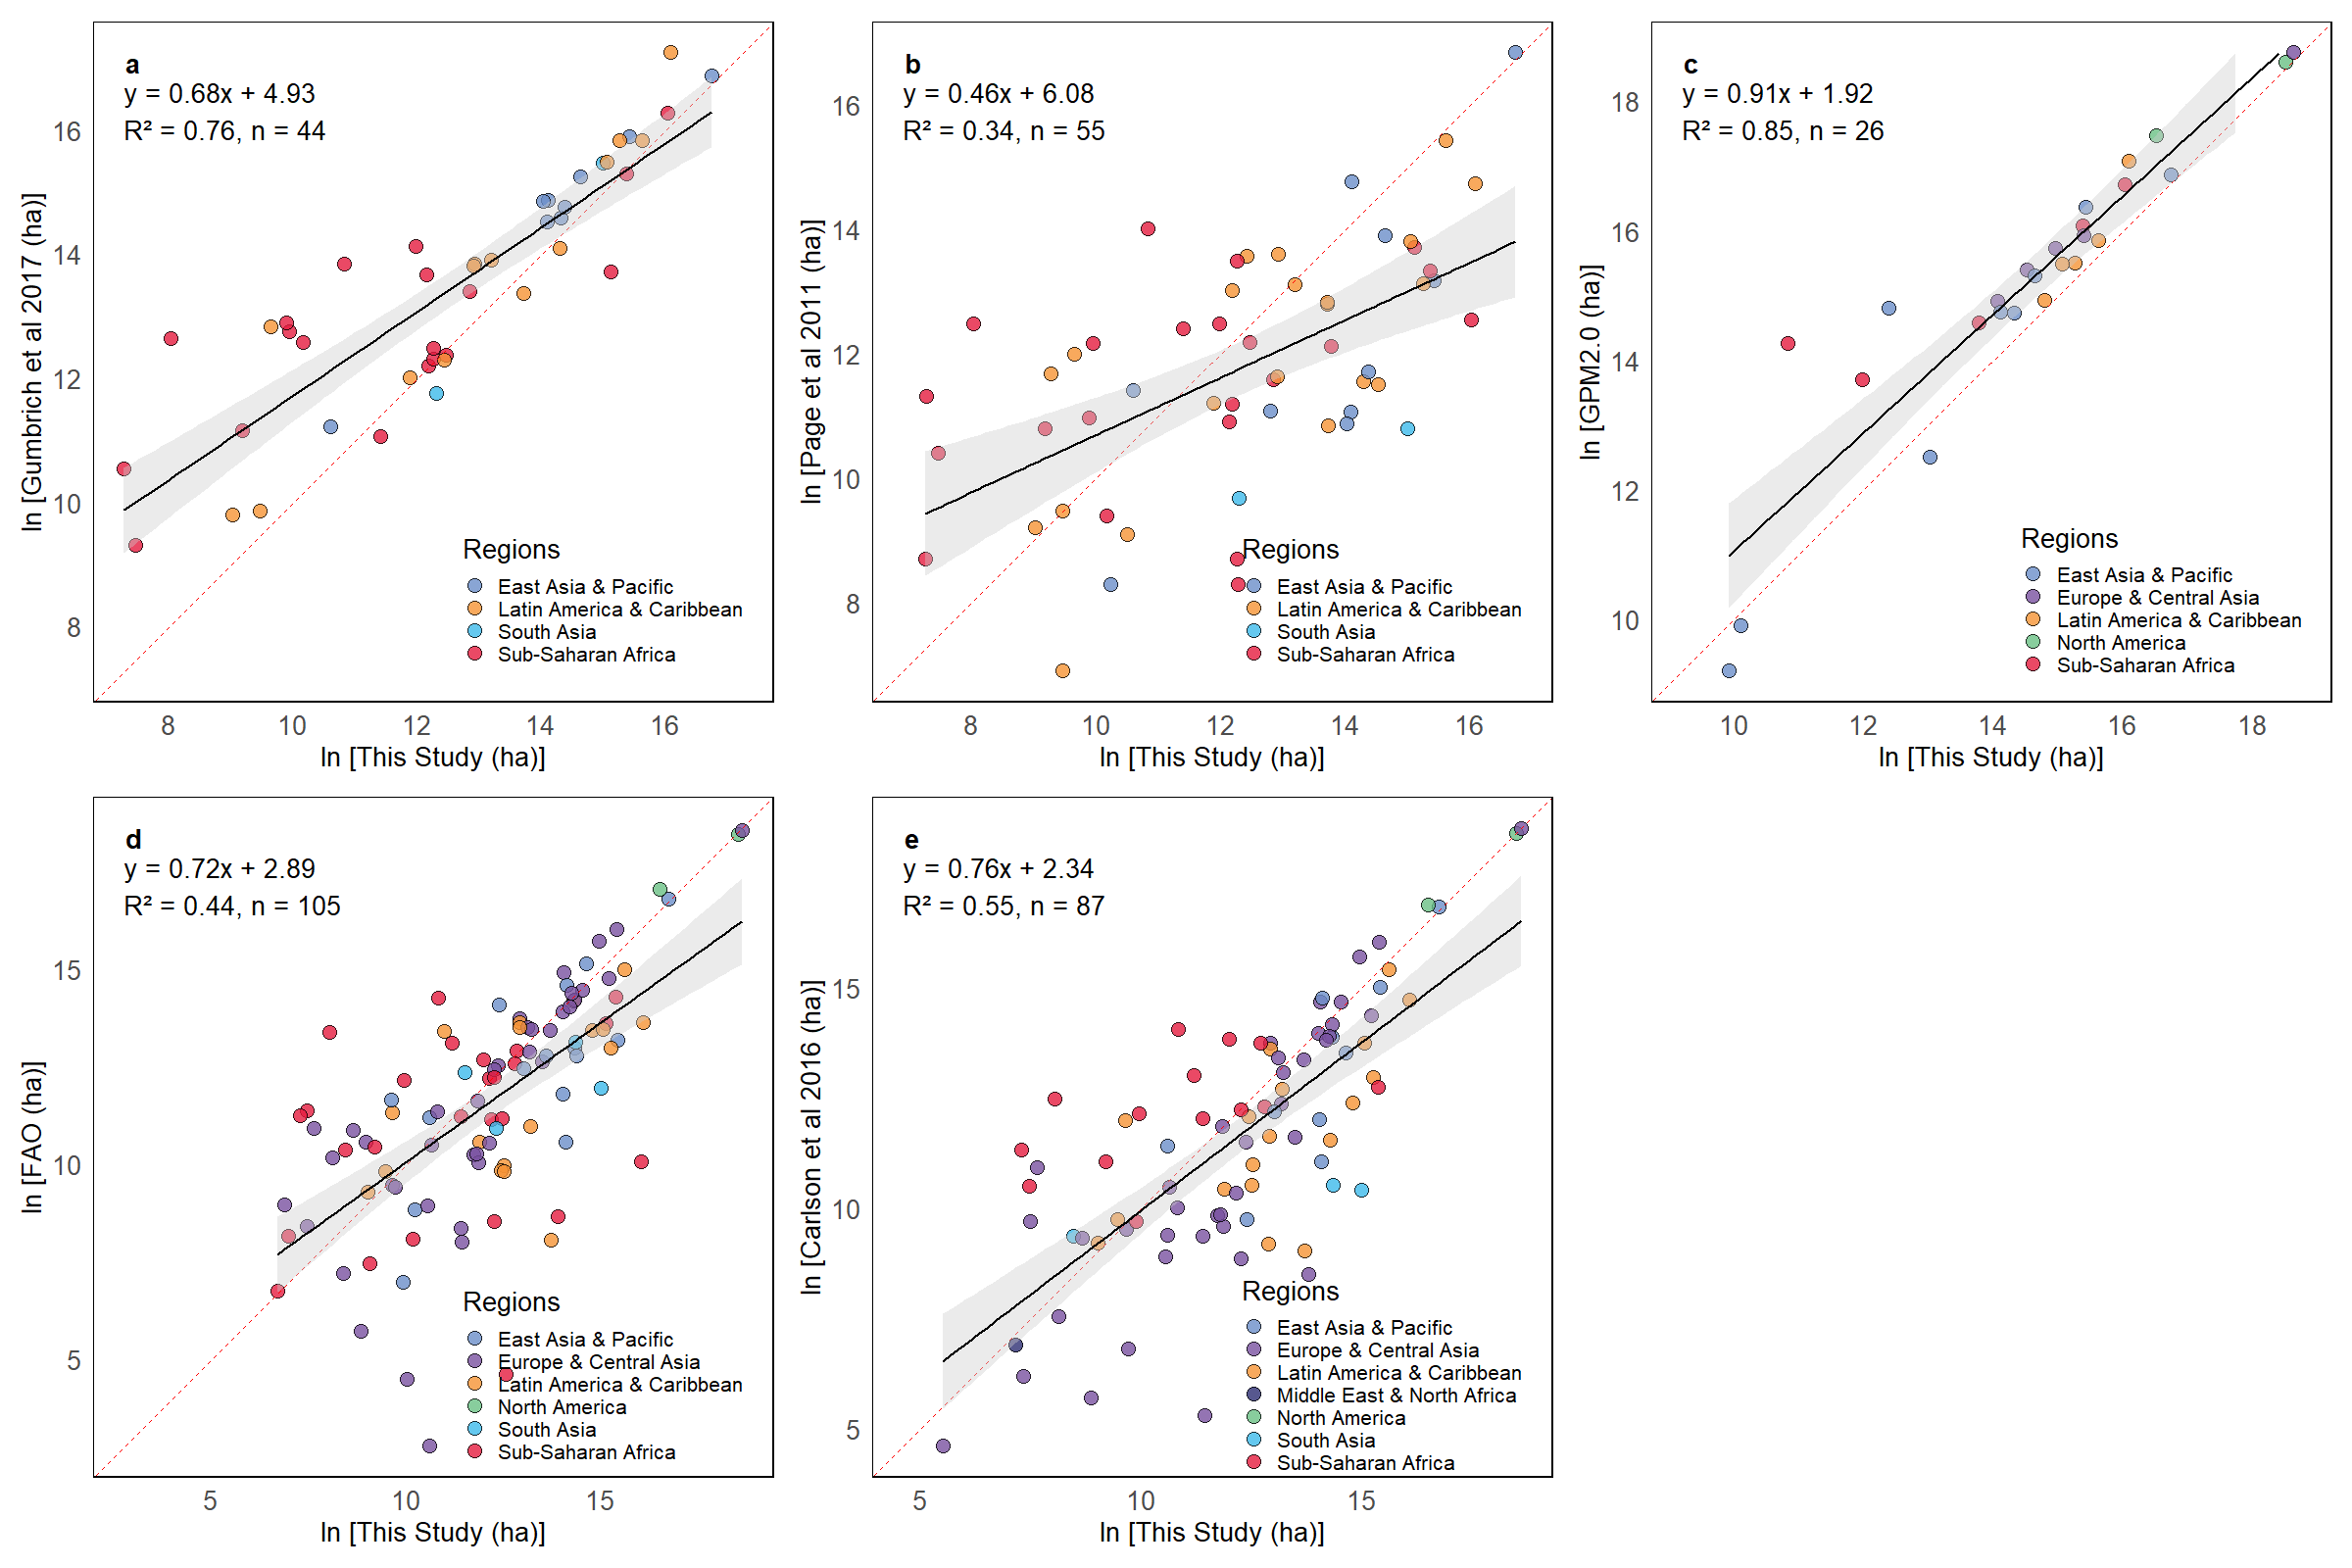 a
y = 0.68x + 4.93
R² = 0.76, n = 44
ln [Gumbrich et al 2017 (ha)]
16
14
12
10
8
Regions
East Asia & Pacific
Latin America & Caribbean
South Asia
Sub-Saharan Africa
8 10 12 14 16
ln [This Study (ha)]
b
y = 0.46x + 6.08
R² = 0.34, n = 55
ln [Page et al 2011 (ha)]
16
14
12
10
8
Regions
East Asia & Pacific
Latin America & Caribbean
South Asia
Sub-Saharan Africa
8 10 12 14 16
ln [This Study (ha)]
c
y = 0.91x + 1.92
R² = 0.85, n = 26
ln [GPM2.0 (ha)]
18
16
14
12
10
Regions
East Asia & Pacific
Europe & Central Asia
Latin America & Caribbean
North America
Sub-Saharan Africa
10 12 14 16 18
ln [This Study (ha)]
d
y = 0.72x + 2.89
R² = 0.44, n = 105
ln [FAO (ha)]
15
10
5
Regions
East Asia & Pacific
Europe & Central Asia
Latin America & Caribbean
North America
South Asia
Sub-Saharan Africa
5 10 15
ln [This Study (ha)]
e
y = 0.76x + 2.34
R² = 0.55, n = 87
ln [Carlson et al 2016 (ha)]
15
10
5
Regions
East Asia & Pacific
Europe & Central Asia
Latin America & Caribbean
Middle East & North Africa
North America
South Asia
Sub-Saharan Africa
5 10 15
ln [This Study (ha)]